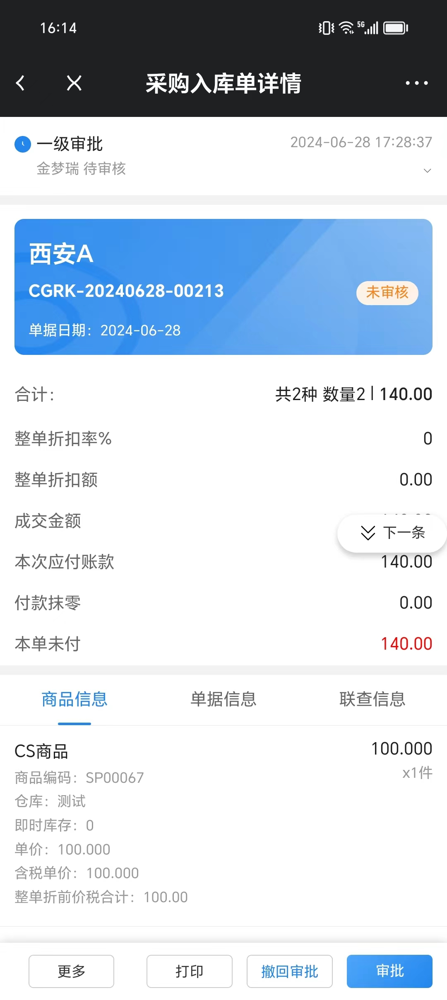 16:14
5G
采购入库单详情
一级审批 2024-06-28 17:28:37
金梦瑞 待审核
西安A
CGRK-20240628-00213
未审核
单据日期：2024-06-28
合计： 共2种 数量2 | 140.00
整单折扣率% 0
整单折扣额 0.00
成交金额
下一条
本次应付账款 140.00
付款抹零 0.00
本单未付 140.00
商品信息 单据信息 联查信息
CS商品 100.000
商品编码：SP00067 x1件
仓库：测试
即时库存：0
单价：100.000
含税单价：100.000
整单折前价税合计：100.00
更多 打印 撤回审批 审批